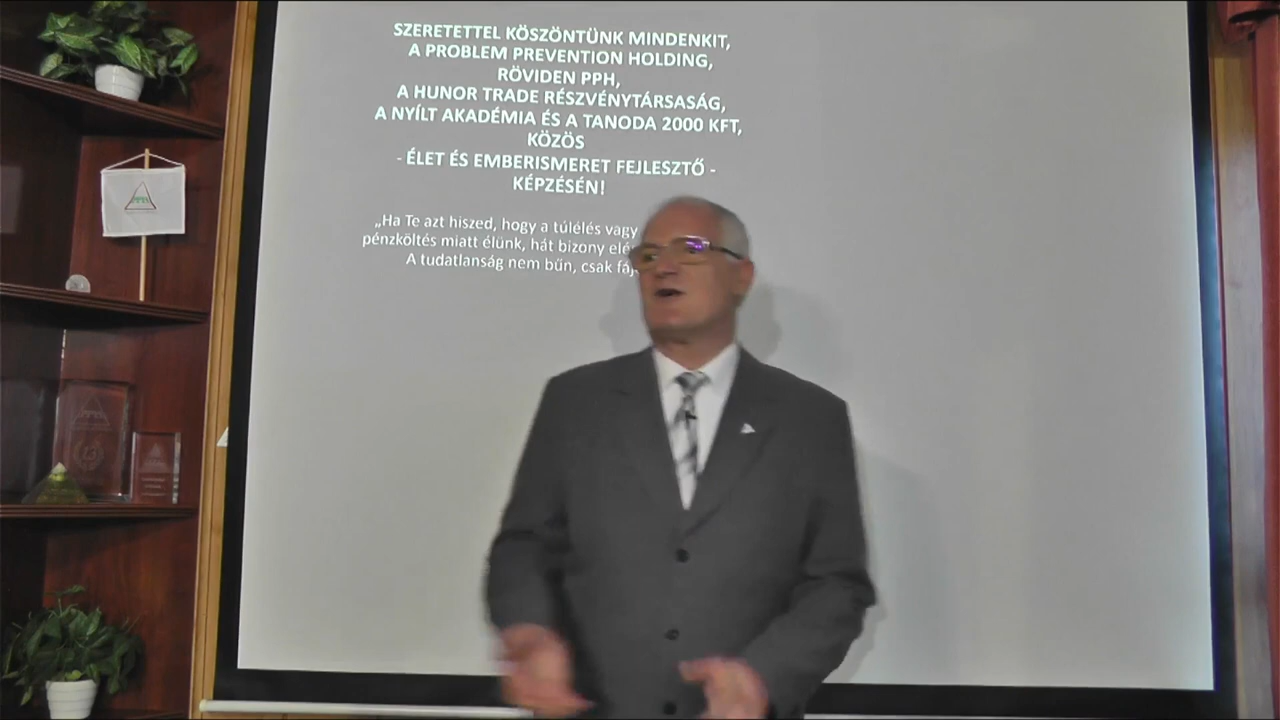 SZERETETTEL KÖSZÖNTÜNK MINDENKIT,
A PROBLEM PREVENTION HOLDING,
RÖVIDEN PPH,
A HUNOR TRADE RÉSZVÉNYTÁRSASÁG,
A NYÍLT AKADÉMIA ÉS A TANODA 2000 KFT,
KÖZÖS
- ÉLET ÉS EMBERISMERET FEJLESZTŐ -
KÉPZÉSÉN!
„Ha Te azt hiszed, hogy a túlélés vagy
pénzköltés miatt élünk, hát bizony
A tudatlanság nem bűn, csak